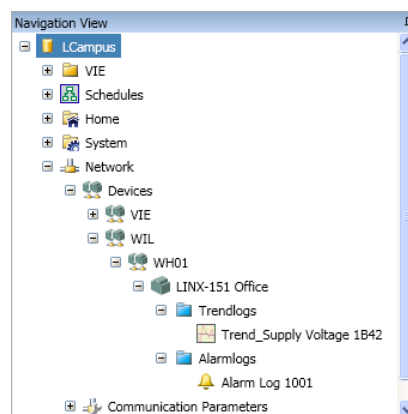 Navigation View
LCampus
VIE
Schedules
Home
System
Network
Devices
VIE
WIL
WH01
LINX-151 Office
Trendlogs
Trend_Supply Voltage 1B42
Alarmlogs
Alarm Log 1001
Communication Parameters